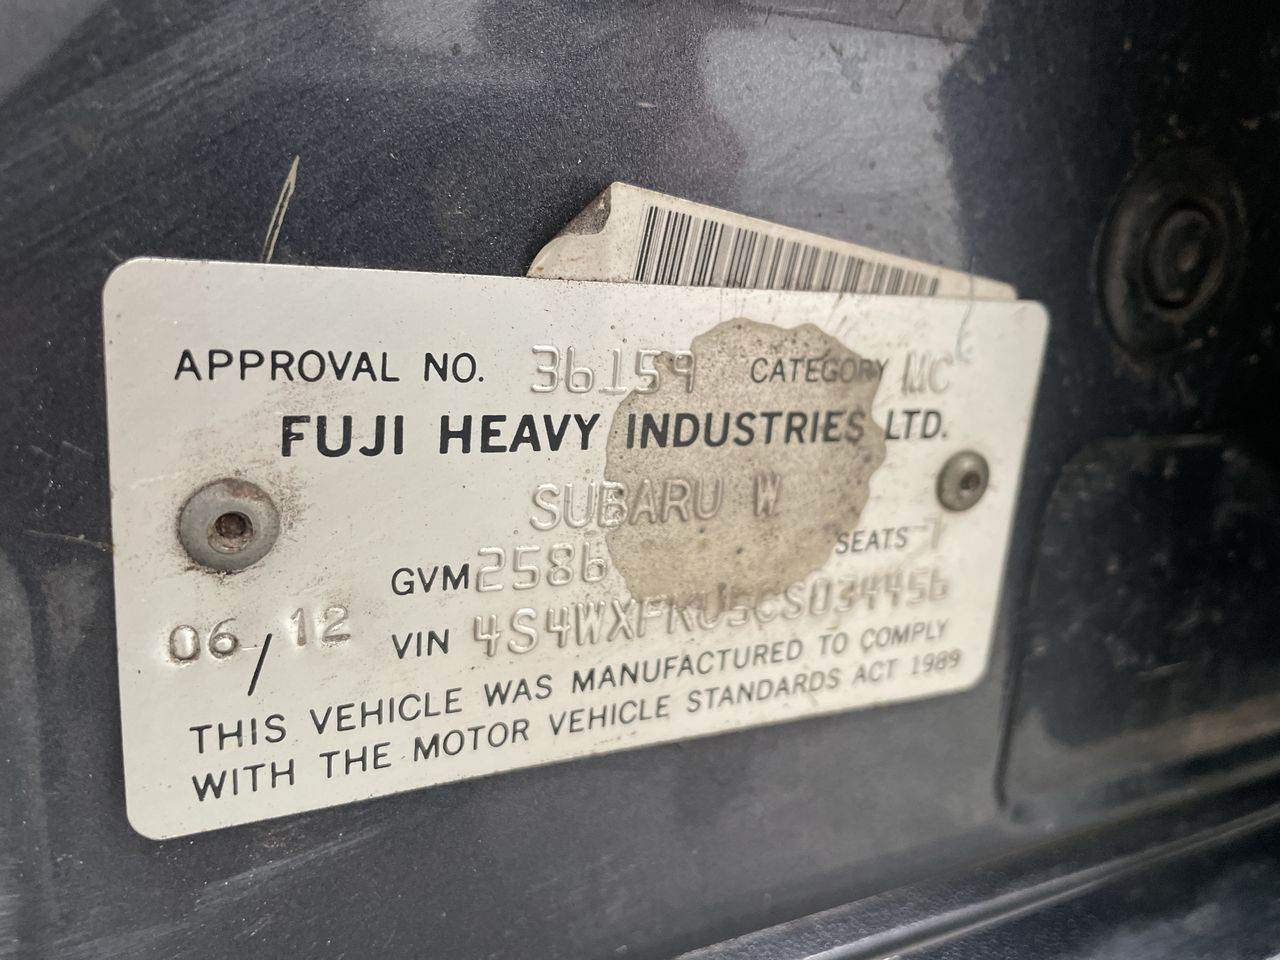 APPROVAL NO. 36159 CATEGORY MC
FUJI HEAVY INDUSTRIES LTD.
SUBARU W
GVM 2586 SEATS 7
06/12 VIN
THIS VEHICLE WAS MANUFACTURED TO COMPLY
WITH THE MOTOR VEHICLE STANDARDS ACT 1989